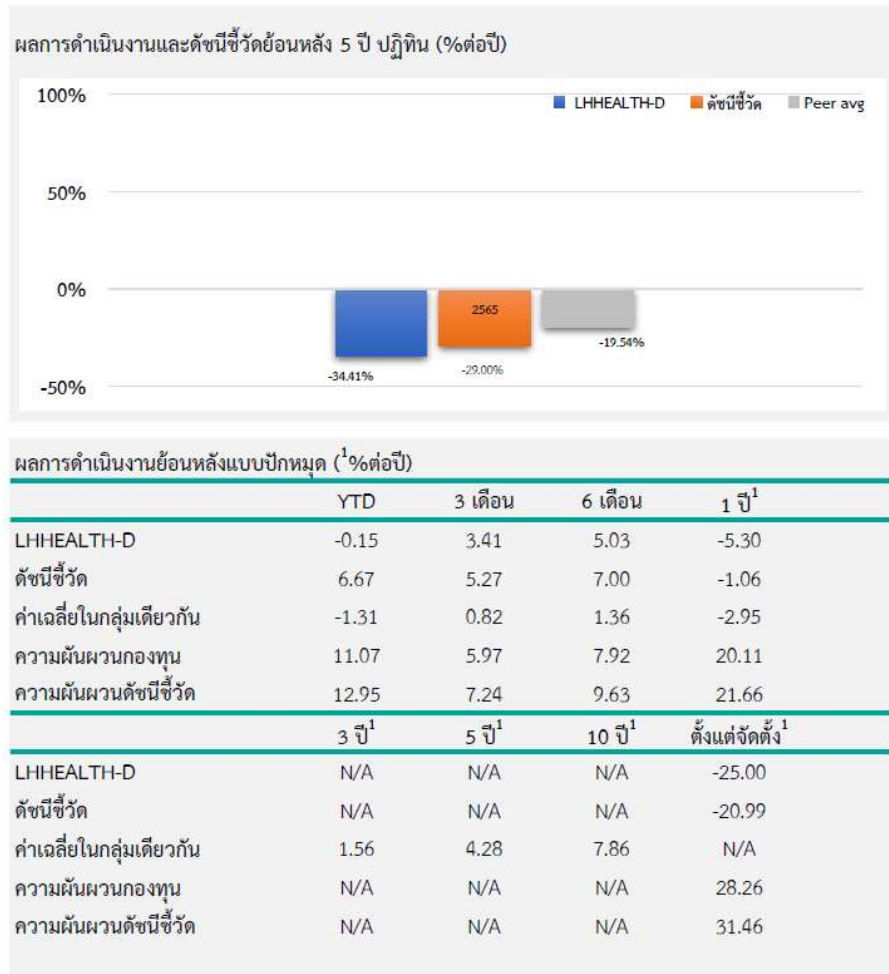 ผลการดำเนินงานและดัชนีชี้วัดย้อนหลัง 5 ปี ปฏิทิน (%ต่อปี)
100%
LHHEALTH-D ดัชนีชี้วัด Peer avg
50%
0%
2565
-19.54%
-34.41%
-29.00%
-50%
ผลการดำเนินงานย้อนหลังแบบปักหมุด (¹%ต่อปี)
YTD 3 เดือน 6 เดือน 1 ปี¹
LHHEALTH-D -0.15 3.41 5.03 -5.30
ดัชนีชี้วัด 6.67 5.27 7.00 -1.06
ค่าเฉลี่ยในกลุ่มเดียวกัน -1.31 0.82 1.36 -2.95
ความผันผวนกองทุน 11.07 5.97 7.92 20.11
ความผันผวนดัชนีชี้วัด 12.95 7.24 9.63 21.66
3 ปี¹ 5 ปี¹ 10 ปี¹ ตั้งแต่จัดตั้ง¹
LHHEALTH-D N/A N/A N/A -25.00
ดัชนีชี้วัด N/A N/A N/A -20.99
ค่าเฉลี่ยในกลุ่มเดียวกัน 1.56 4.28 7.86 N/A
ความผันผวนกองทุน N/A N/A N/A 28.26
ความผันผวนดัชนีชี้วัด N/A N/A N/A 31.46